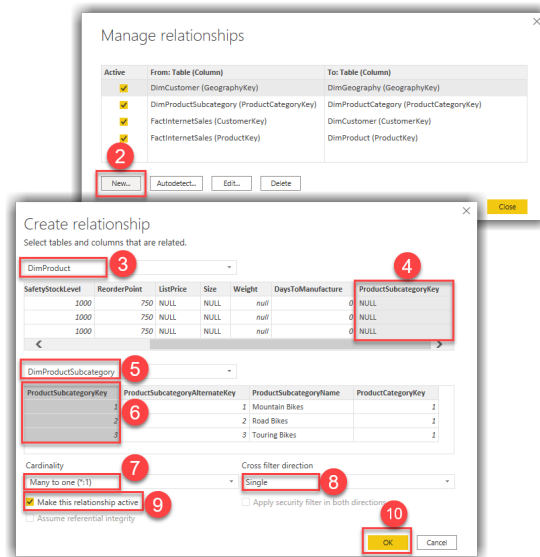 Manage relationships
Active From: Table (Column) To: Table (Column)
DimCustomer (GeographyKey) DimGeography (GeographyKey)
DimProductSubcategory (ProductCategoryKey) DimProductCategory (ProductCategoryKey)
FactInternetSales (CustomerKey) DimCustomer (CustomerKey)
FactInternetSales (ProductKey) DimProduct (ProductKey)
2
New... Autodetect... Edit... Delete
Close
Create relationship
Select tables and columns that are related.
DimProduct 3 4
SafetyStockLevel ReorderPoint ListPrice Size Weight DaysToManufacture ProductSubcategoryKey
1000 750 NULL NULL null 0 NULL
1000 750 NULL NULL null 0 NULL
1000 750 NULL NULL null 0 NULL
DimProductSubcategory 5
ProductSubcategoryKey ProductSubcategoryAlternateKey ProductSubcategoryName ProductCategoryKey
1 1 Mountain Bikes 1
2 2 Road Bikes 1
3 3 Touring Bikes 1
6
Cardinality 7 Cross filter direction
Many to one (*:1) Single 8
Make this relationship active 9 Apply security filter in both directions
Assume referential integrity
10
OK Cancel